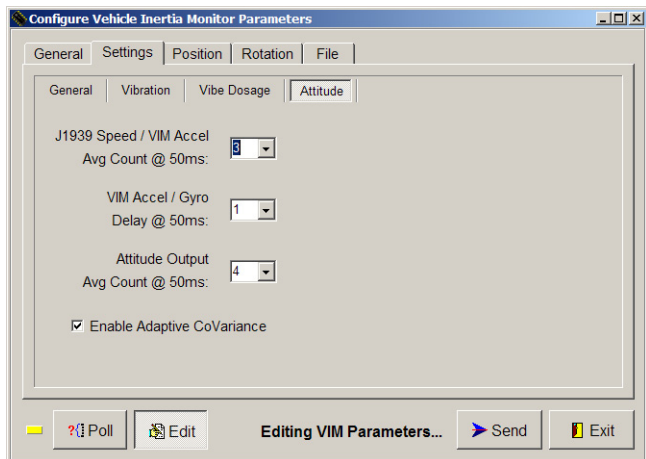 Configure Vehicle Inertia Monitor Parameters
General Settings Position Rotation File
General Vibration Vibe Dosage Attitude
J1939 Speed / VIM Accel
Avg Count @ 50ms:
3
VIM Accel / Gyro
Delay @ 50ms:
1
Attitude Output
Avg Count @ 50ms:
4
Enable Adaptive CoVariance
?{} Poll Edit Editing VIM Parameters... Send Exit